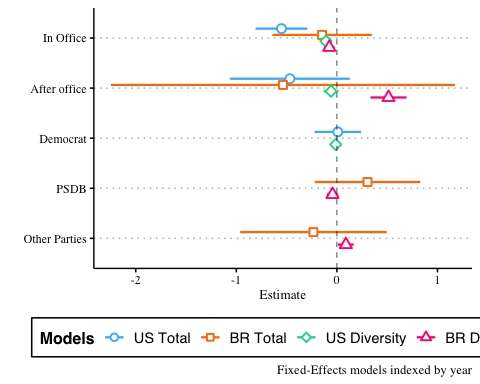 In Office
After office
Democrat
PSDB
Other Parties
-2 -1 0 1
Estimate
Models US Total BR Total US Diversity BR D
Fixed-Effects models indexed by year